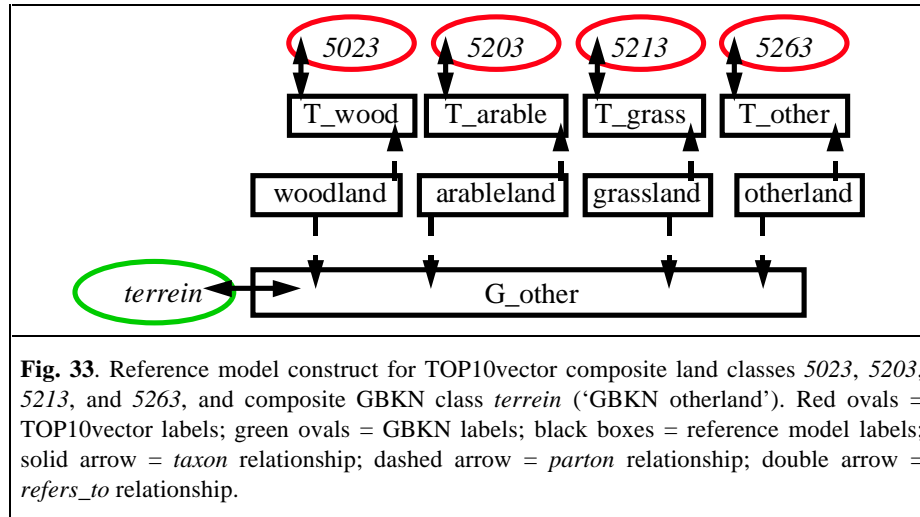 5023 5203 5213 5263
T_wood T_arable T_grass T_other
woodland arableland grassland otherland
terrein G_other
Fig. 33. Reference model construct for TOP10vector composite land classes 5023, 5203,
5213, and 5263, and composite GBKN class terrein (‘GBKN otherland’). Red ovals =
TOP10vector labels; green ovals = GBKN labels; black boxes = reference model labels;
solid arrow = taxon relationship; dashed arrow = parton relationship; double arrow =
refers_to relationship.